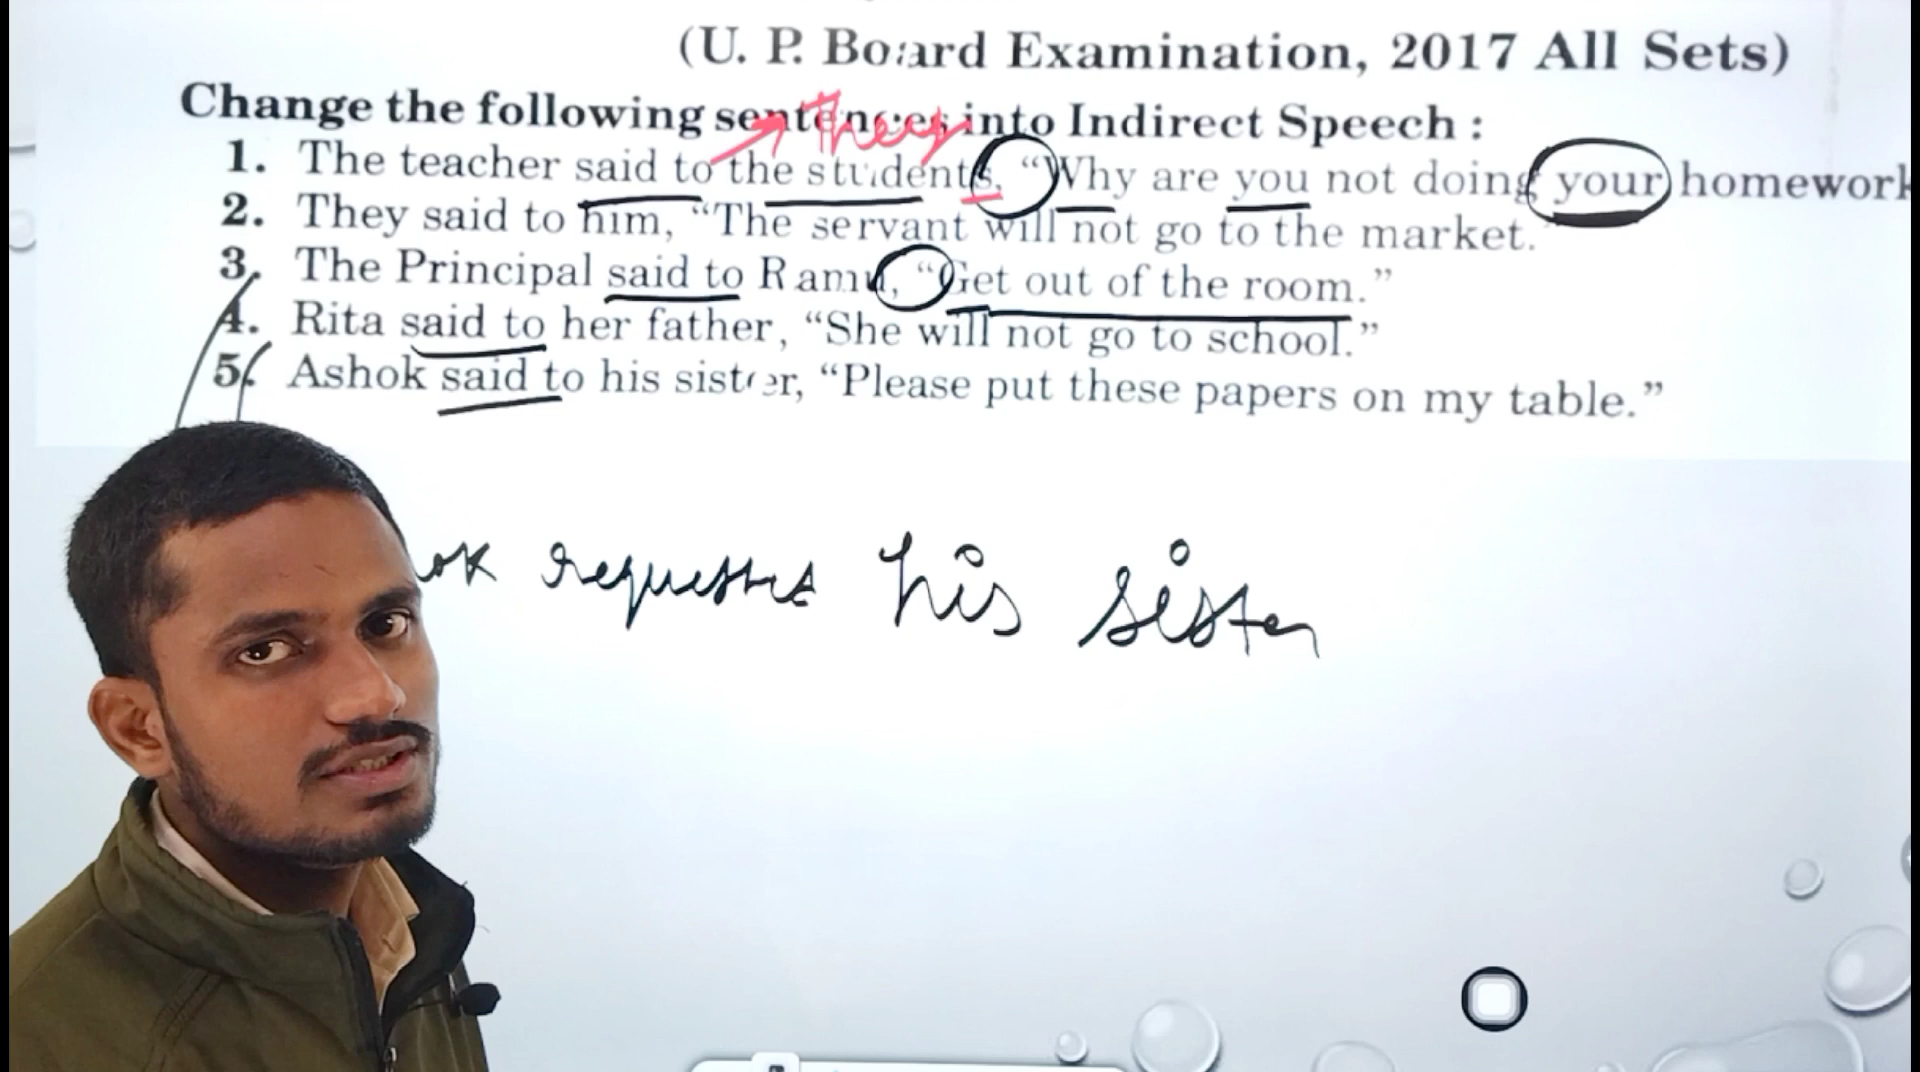 (U. P. Board Examination, 2017 All Sets)
Change the following sentences into Indirect Speech :
they
1. The teacher said to the students, “Why are you not doing your homework
2. They said to him, “The servant will not go to the market.
3. The Principal said to Ramu, “Get out of the room.”
4. Rita said to her father, “She will not go to school.”
5. Ashok said to his sister, “Please put these papers on my table.”
ok requested his sister